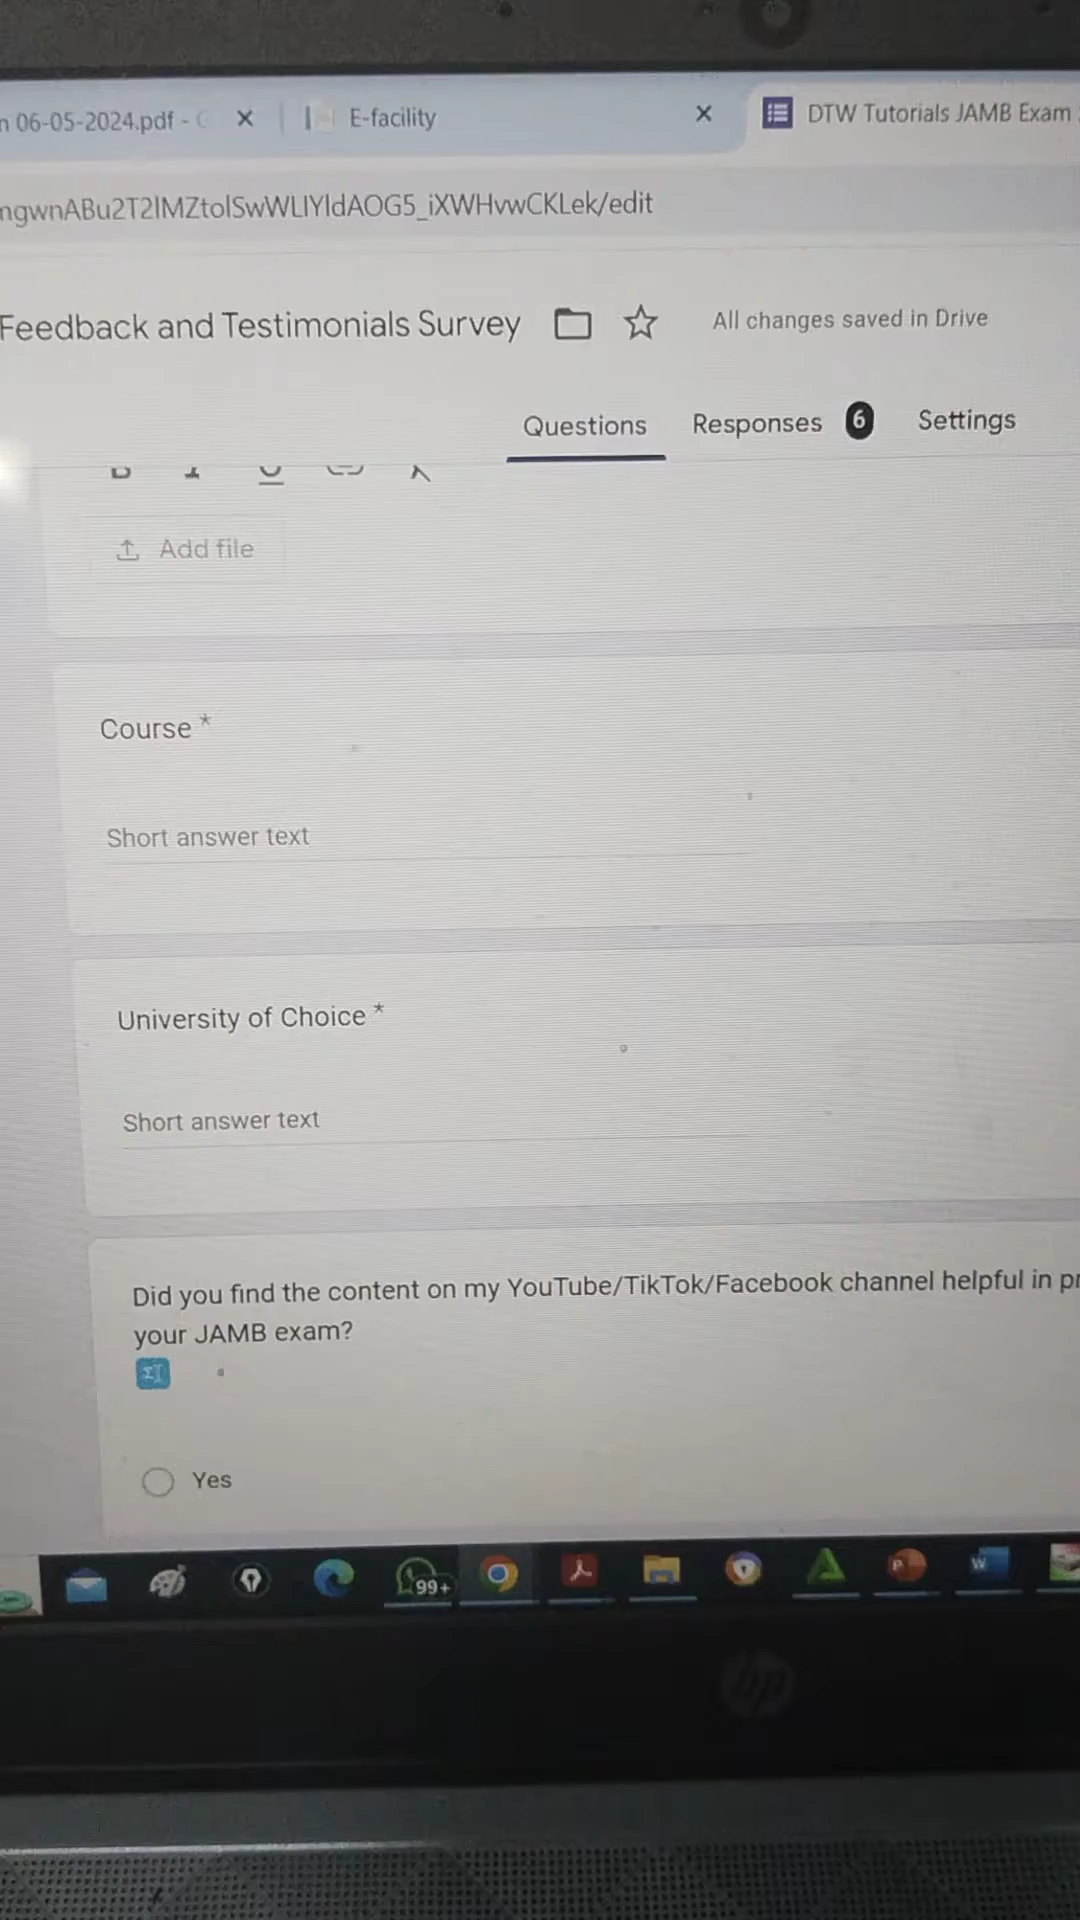 n 06-05-2024.pdf -
E-facility
DTW Tutorials JAMB Exam
ngwnABu2T2IMZtolSwWLIYldAOG5_iXWHvwCKLek/edit
Feedback and Testimonials Survey
All changes saved in Drive
Questions Responses 6 Settings
Add file
Course *
Short answer text
University of Choice *
Short answer text
Did you find the content on my YouTube/TikTok/Facebook channel helpful in pr
your JAMB exam?
Yes
99+
hp